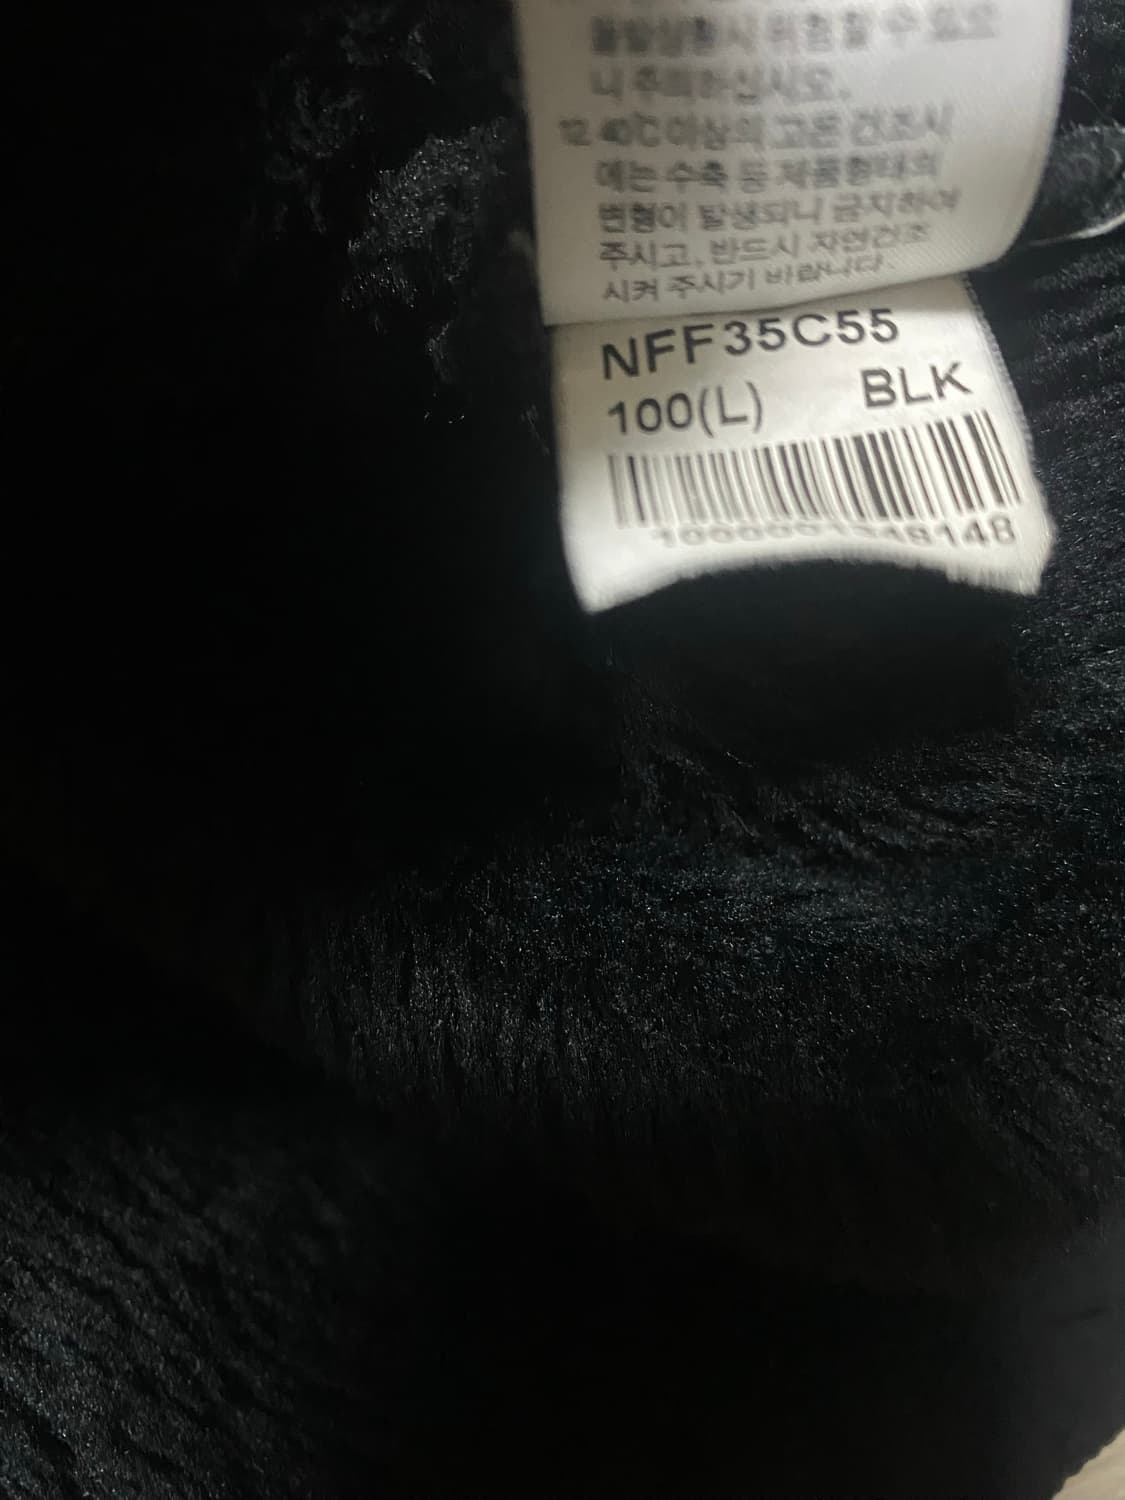 불발상황시 위험할 수 있으
니 주의하십시오.
12. 40℃이상의 고온 건조시
에는 수축 등 제품형태의
변형이 발생되니 금지하여
주시고, 반드시 자연건조
시켜 주시기 바랍니다.
NFF35C55
100(L) BLK